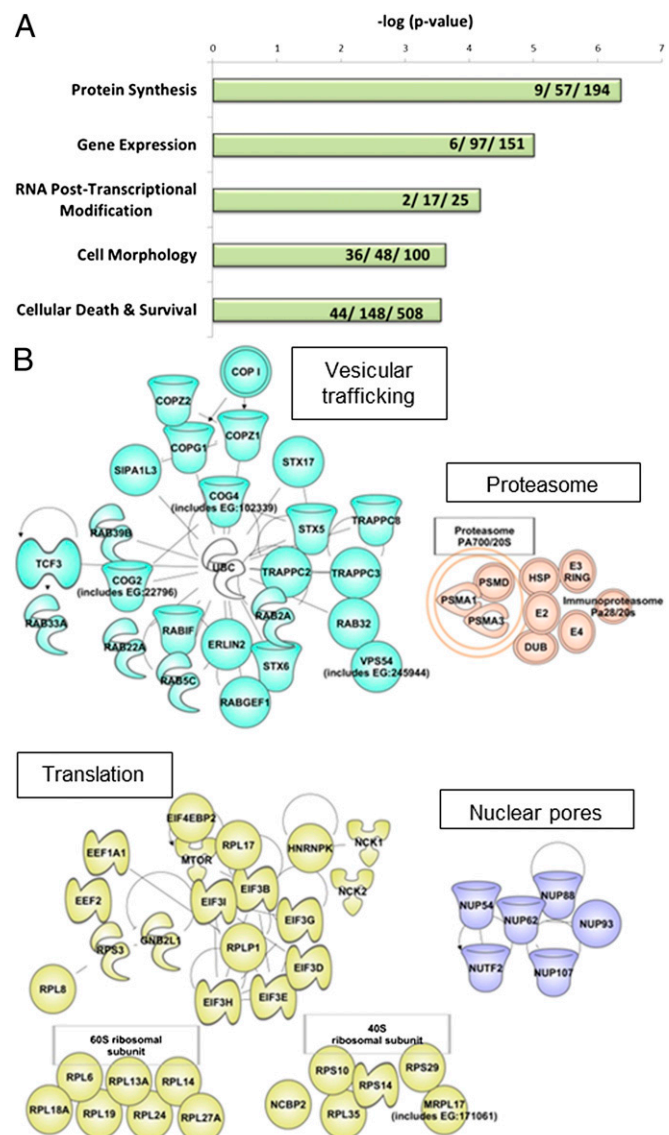 A
-log (p-value)
0 1 2 3 4 5 6 7
Protein Synthesis
9/ 57/ 194
Gene Expression
6/ 97/ 151
RNA Post-Transcriptional
Modification
2/ 17/ 25
Cell Morphology
36/ 48/ 100
Cellular Death & Survival
44/ 148/ 508
B
Vesicular
trafficking
COP I
COPZ2
COPG1
COPZ1
SIPA1L3
STX17
COG4
(includes EG:102339)
STX5
TRAPPC8
RAB39B
TCF3
UBC
COG2
(includes EG:22796)
TRAPPC2
TRAPPC3
RAB33A
RAB2A
RAB32
RAB22A
RABIF
ERLIN2
STX6
RAB5C
VPS54
(includes EG:245944)
RABGEF1
Proteasome
Proteasome
PA700/20S
PSMD
PSMA1
PSMA3
HSP
E3
RING
E2
Immunoproteasome
Pa28/20s
E4
DUB
Translation
EIF4EBP2
MTOR
RPL17
HNRNPK
NCK1
NCK2
EEF1A1
EIF3I
EIF3B
EEF2
EIF3G
RPS3
GNB2L1
RPLP1
EIF3D
RPL8
EIF3H
EIF3E
60S ribosomal
subunit
RPL6
RPL13A
RPL14
RPL18A
RPL19
RPL24
RPL27A
40S
ribosomal subunit
RPS10
RPS14
RPS29
NCBP2
RPL35
MRPL17
(includes EG:171061)
Nuclear pores
NUP88
NUP54
NUP62
NUP93
NUTF2
NUP107